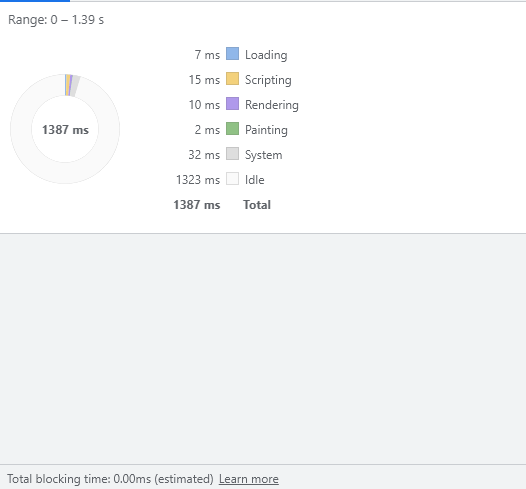 Range: 0 – 1.39 s
7 ms Loading
15 ms Scripting
10 ms Rendering
2 ms Painting
32 ms System
1323 ms Idle
1387 ms Total
1387 ms
Total blocking time: 0.00ms (estimated) Learn more